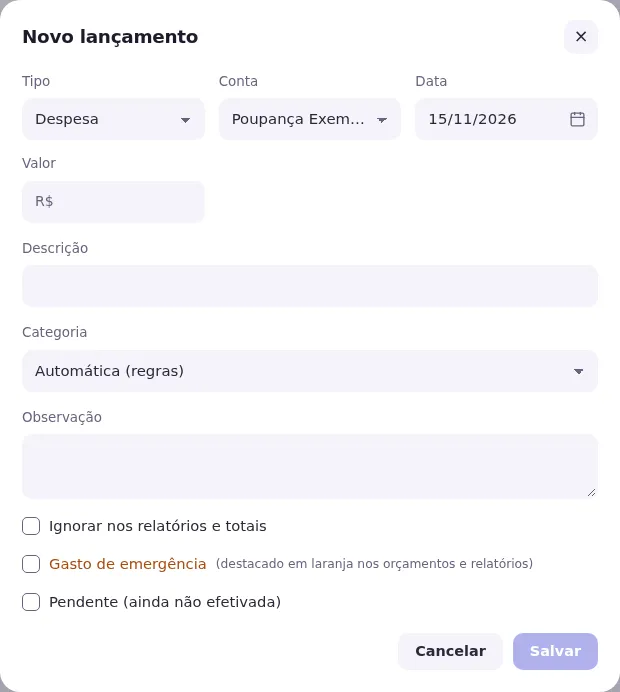 Novo lançamento
Tipo
Conta
Data
Despesa
Poupança Exem...
15/11/2026
Valor
R$
Descrição
Categoria
Automática (regras)
Observação
Ignorar nos relatórios e totais
Gasto de emergência (destacado em laranja nos orçamentos e relatórios)
Pendente (ainda não efetivada)
Cancelar
Salvar